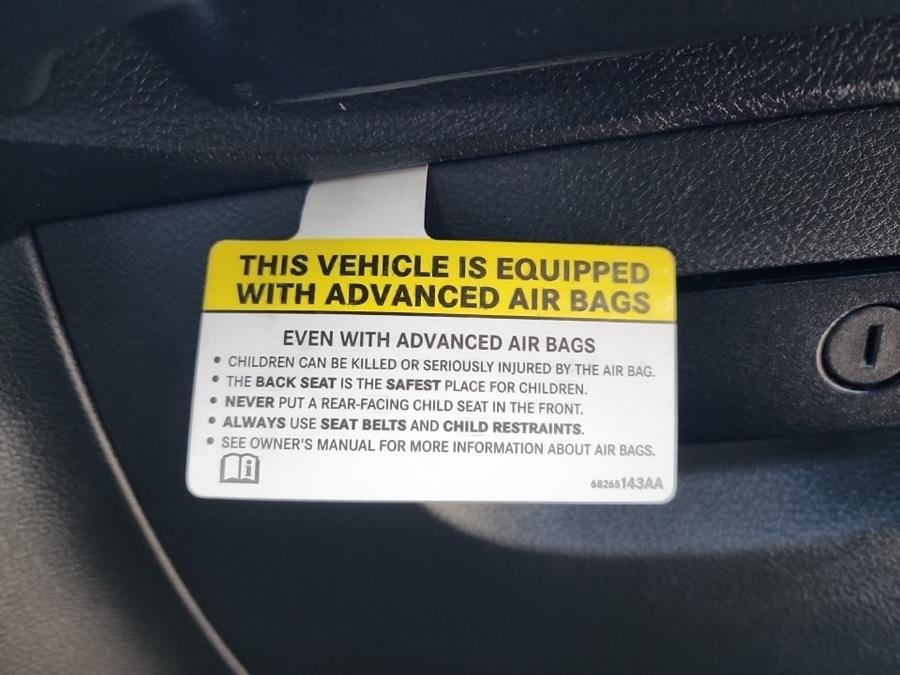 THIS VEHICLE IS EQUIPPED
WITH ADVANCED AIR BAGS
EVEN WITH ADVANCED AIR BAGS
• CHILDREN CAN BE KILLED OR SERIOUSLY INJURED BY THE AIR BAG.
• THE BACK SEAT IS THE SAFEST PLACE FOR CHILDREN.
• NEVER PUT A REAR-FACING CHILD SEAT IN THE FRONT.
• ALWAYS USE SEAT BELTS AND CHILD RESTRAINTS.
• SEE OWNER'S MANUAL FOR MORE INFORMATION ABOUT AIR BAGS.
68265143AA